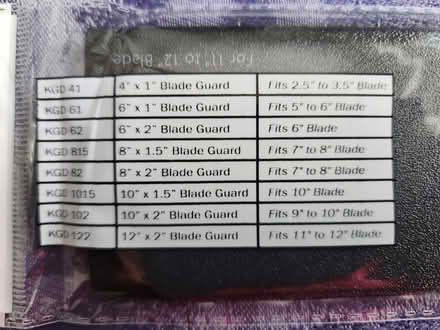 For 11" to 12" Blade
KGD 41 4" x 1" Blade Guard Fits 2.5" to 3.5" Blade
KGD 61 6" x 1" Blade Guard Fits 5" to 6" Blade
KGD 62 6" x 2" Blade Guard Fits 6" Blade
KGD 815 8" x 1.5" Blade Guard Fits 7" to 8" Blade
KGD 82 8" x 2" Blade Guard Fits 7" to 8" Blade
KGD 1015 10" x 1.5" Blade Guard Fits 10" Blade
KGD 102 10" x 2" Blade Guard Fits 9" to 10" Blade
KGD 122 12" x 2" Blade Guard Fits 11" to 12" Blade